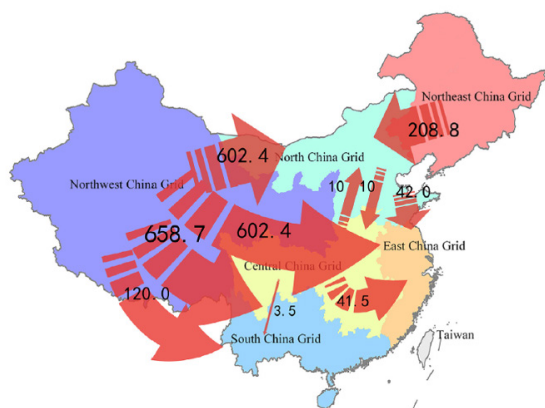 Northeast China Grid
208.8
602.4
North China Grid
Northwest China Grid
10
10
42.0
658.7
602.4
East China Grid
Central China Grid
120.0
41.5
3.5
South China Grid
Taiwan